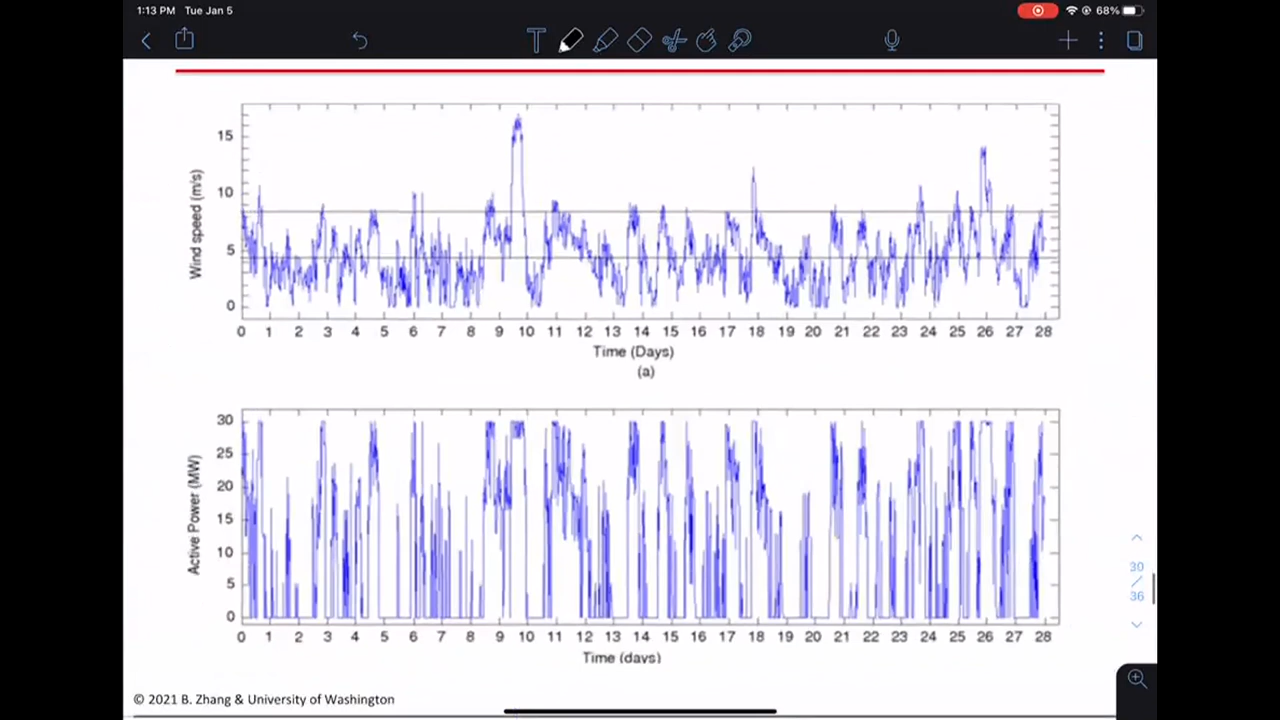 1:13 PM Tue Jan 5
68%
T
Wind speed (m/s)
15
10
5
0
0 1 2 3 4 5 6 7 8 9 10 11 12 13 14 15 16 17 18 19 20 21 22 23 24 25 26 27 28
Time (Days)
(a)
Active Power (MW)
30
25
20
15
10
5
0
0 1 2 3 4 5 6 7 8 9 10 11 12 13 14 15 16 17 18 19 20 21 22 23 24 25 26 27 28
Time (days)
30
/
36
© 2021 B. Zhang & University of Washington